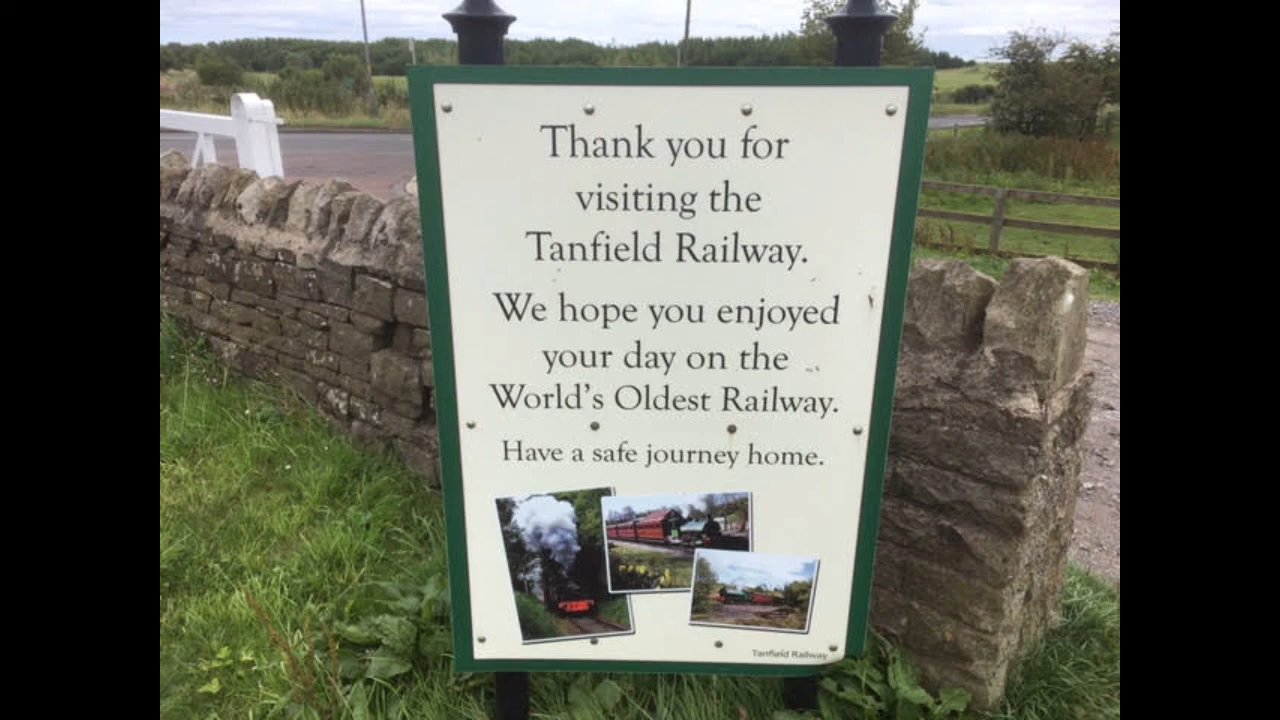 Thank you for
visiting the
Tanfield Railway.
We hope you enjoyed
your day on the
World's Oldest Railway.
Have a safe journey home.
Tanfield Railway